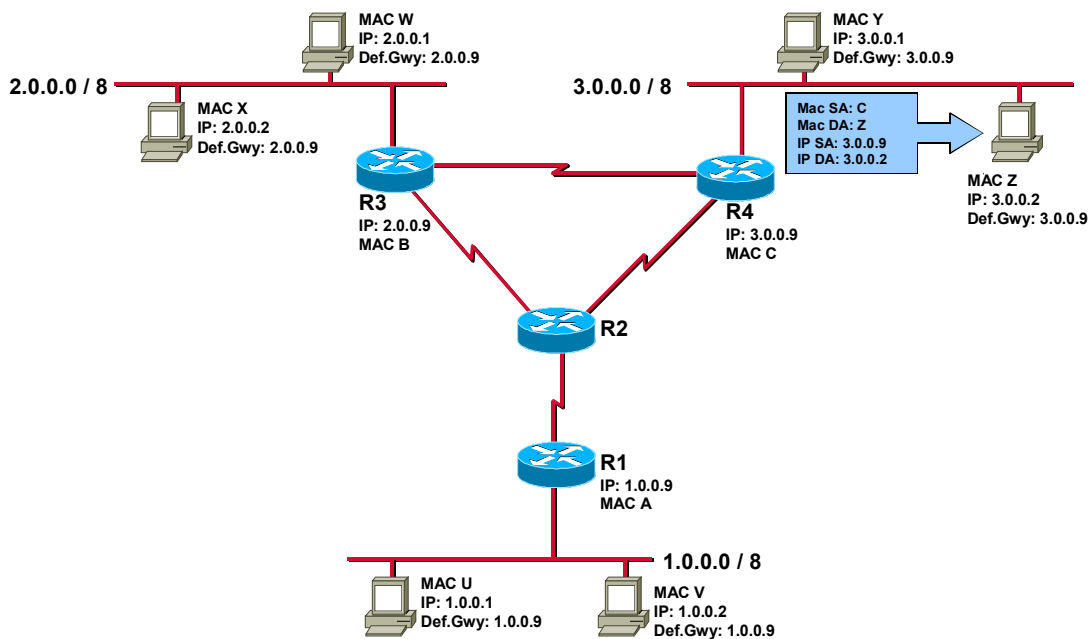 MAC W
IP: 2.0.0.1
Def.Gwy: 2.0.0.9
MAC Y
IP: 3.0.0.1
Def.Gwy: 3.0.0.9
2.0.0.0 / 8
3.0.0.0 / 8
MAC X
IP: 2.0.0.2
Def.Gwy: 2.0.0.9
Mac SA: C
Mac DA: Z
IP SA: 3.0.0.9
IP DA: 3.0.0.2
MAC Z
IP: 3.0.0.2
Def.Gwy: 3.0.0.9
R3
IP: 2.0.0.9
MAC B
R4
IP: 3.0.0.9
MAC C
R2
R1
IP: 1.0.0.9
MAC A
1.0.0.0 / 8
MAC U
IP: 1.0.0.1
Def.Gwy: 1.0.0.9
MAC V
IP: 1.0.0.2
Def.Gwy: 1.0.0.9